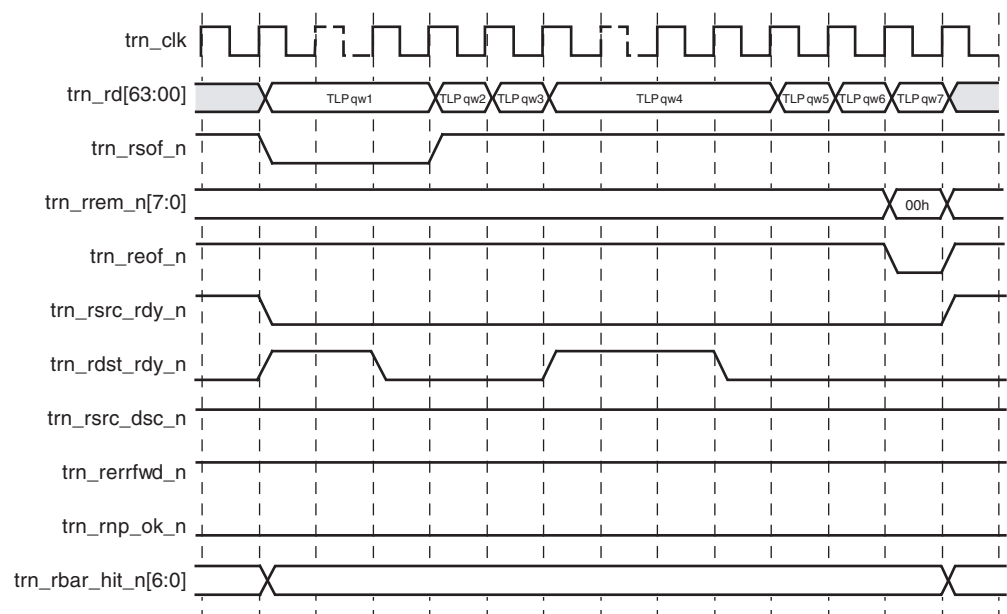 trn_clk
trn_rd[63:00]
TLP qw1
TLP qw2
TLP qw3
TLP qw4
TLP qw5
TLP qw6
TLP qw7
trn_rsof_n
trn_rrem_n[7:0]
00h
trn_reof_n
trn_rsrc_rdy_n
trn_rdst_rdy_n
trn_rsrc_dsc_n
trn_rerrfwd_n
trn_rnp_ok_n
trn_rbar_hit_n[6:0]